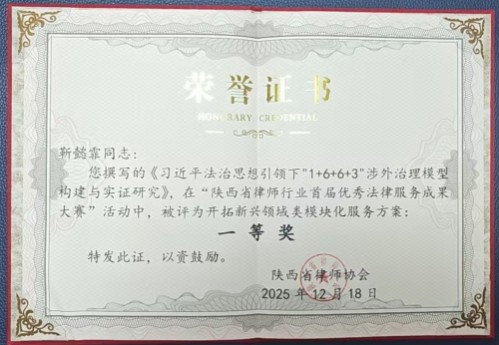 荣誉证书
HONORARY CREDENTIAL
靳懿霏同志：
您撰写的《习近平法治思想引领下"1+6+6+3"涉外治理模型
构建与实证研究》，在“陕西省律师行业首届优秀法律服务成果
大赛”活动中，被评为开拓新兴领域类模块化服务方案：
一等奖
特发此证，以资鼓励。
陕西省律师协会
2025年12月18日